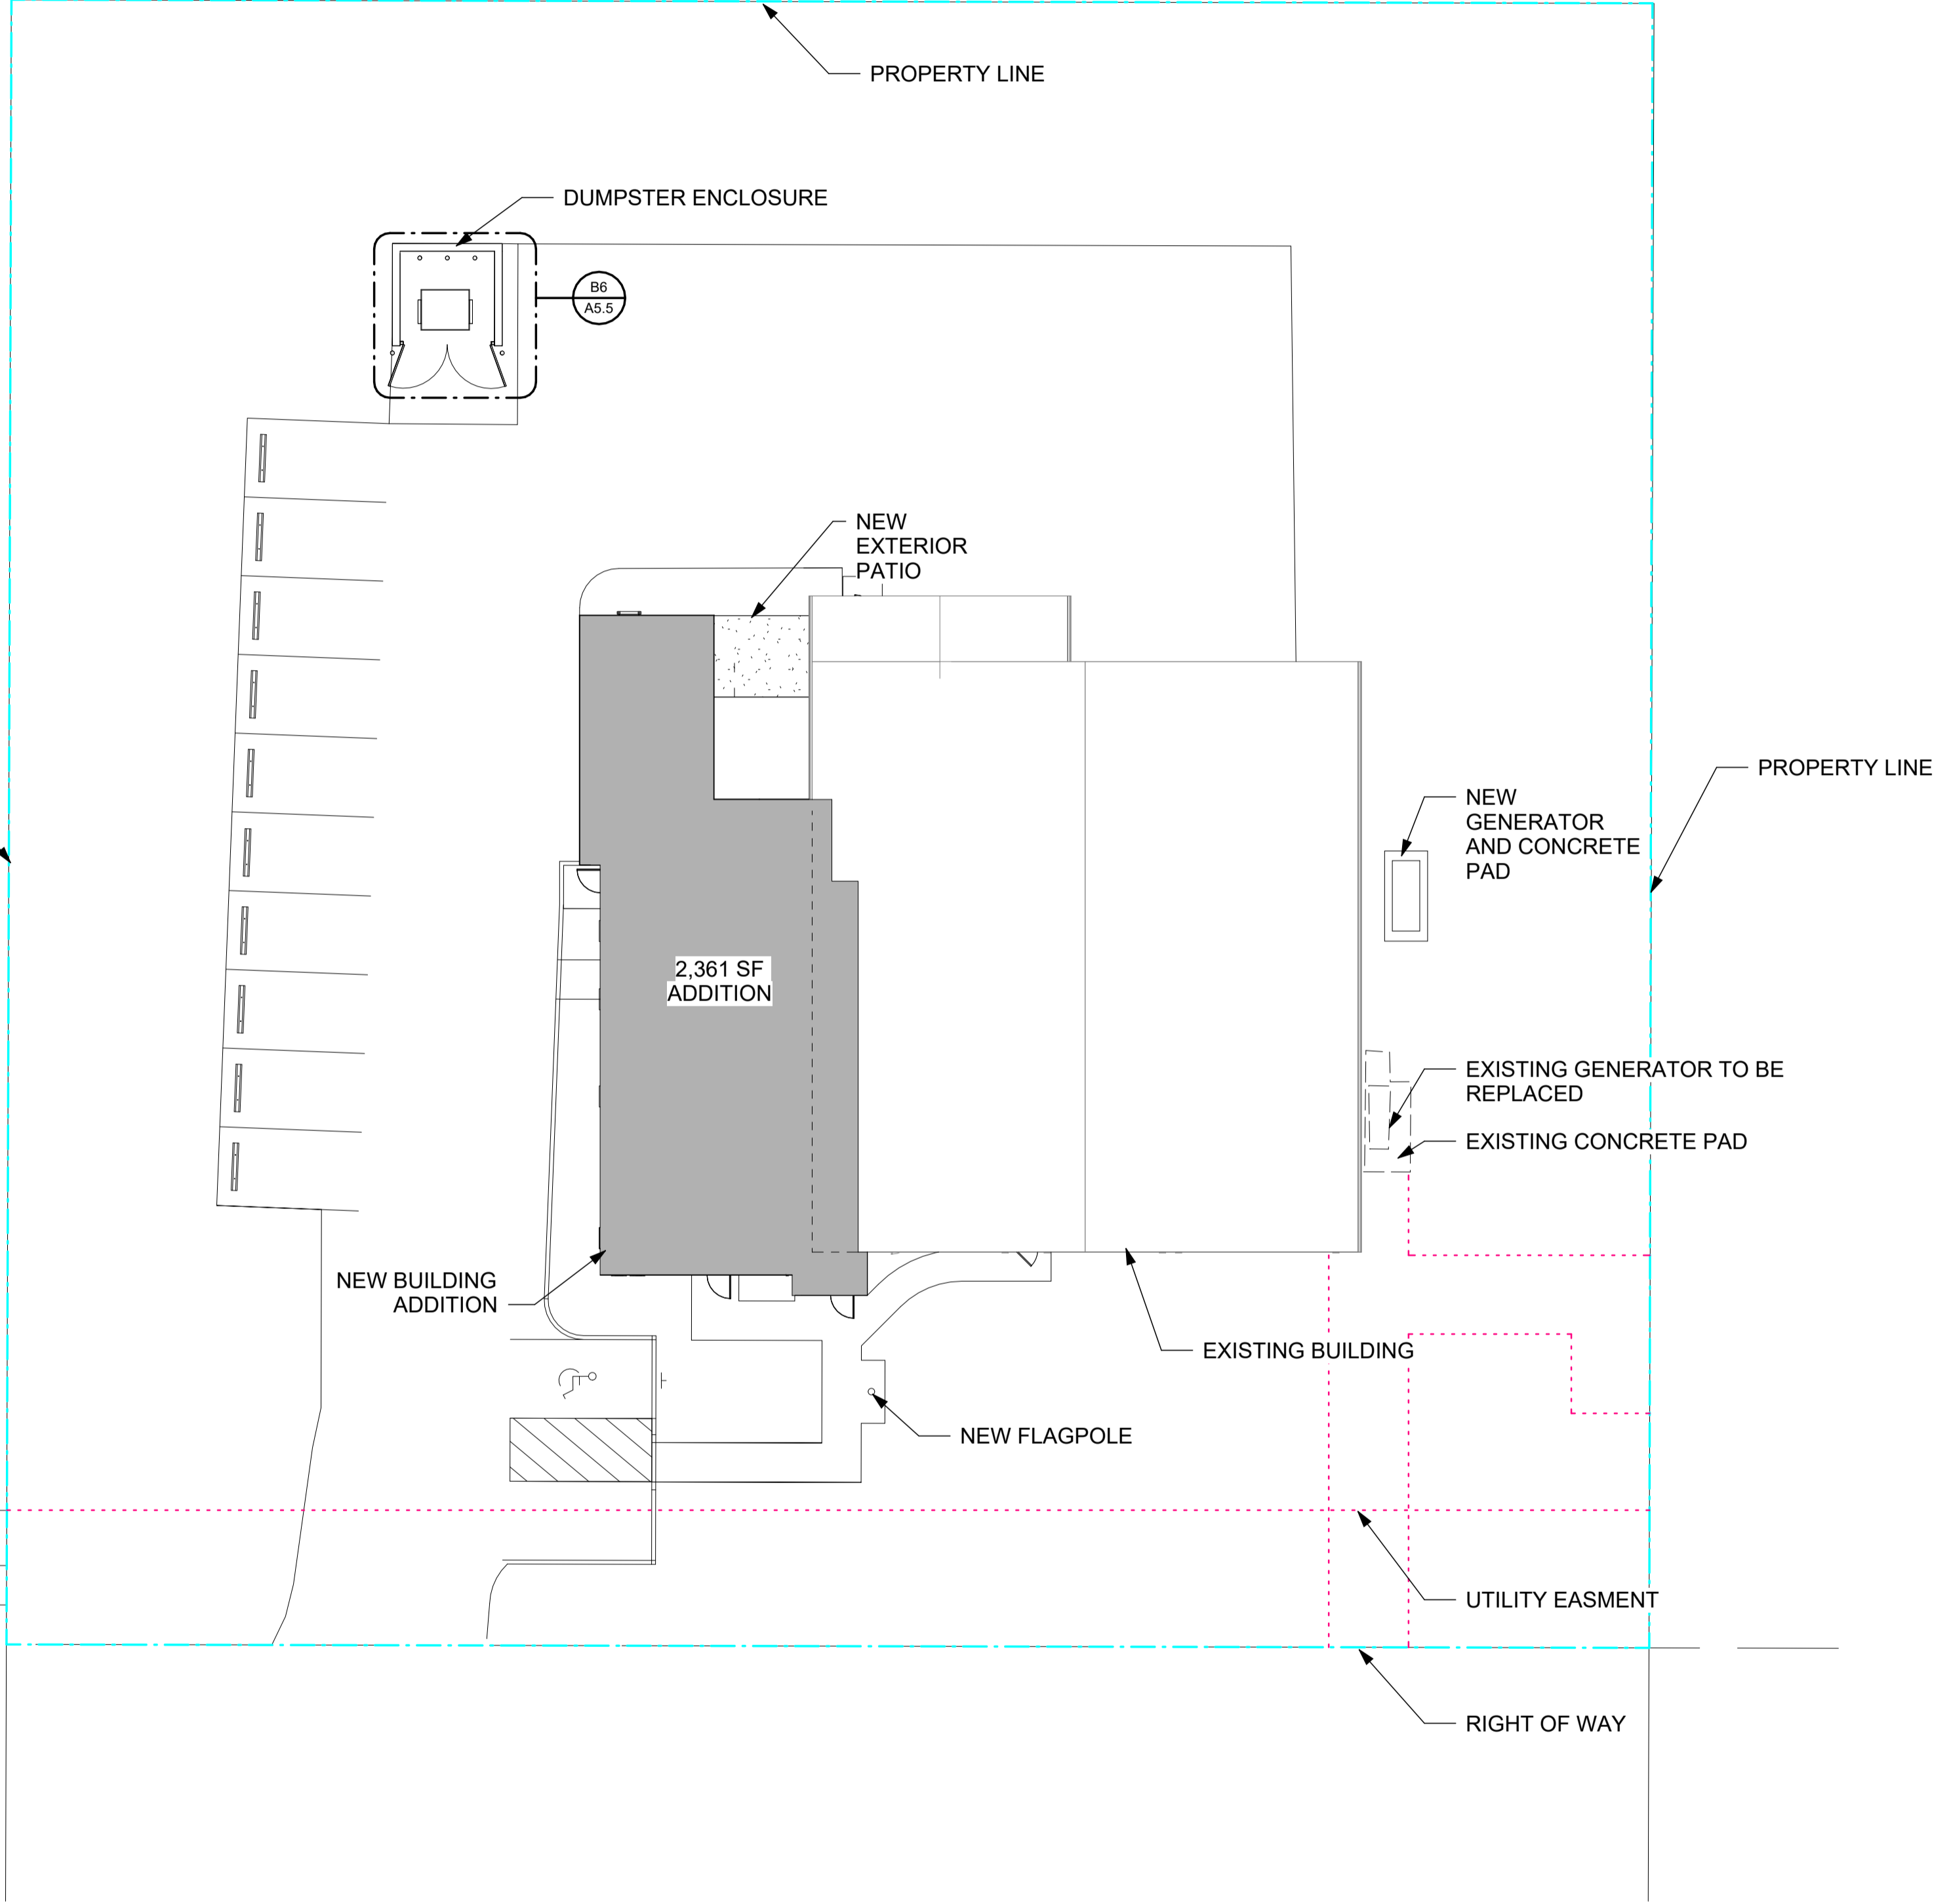 PROPERTY LINE
DUMPSTER ENCLOSURE
B6
A5.5
NEW
EXTERIOR
PATIO
PROPERTY LINE
NEW
GENERATOR
AND CONCRETE
PAD
2,361 SF
ADDITION
EXISTING GENERATOR TO BE
REPLACED
EXISTING CONCRETE PAD
NEW BUILDING
ADDITION
EXISTING BUILDING
NEW FLAGPOLE
UTILITY EASMENT
RIGHT OF WAY